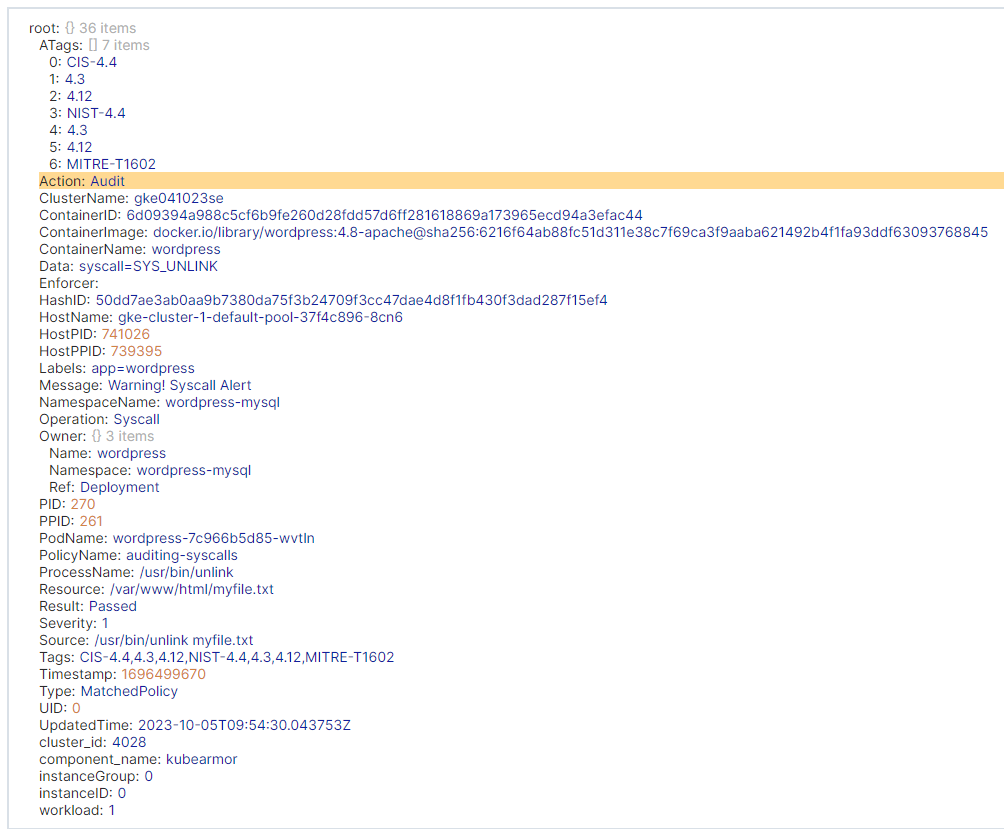 root: {} 36 items
ATags: [] 7 items
0: CIS-4.4
1: 4.3
2: 4.12
3: NIST-4.4
4: 4.3
5: 4.12
6: MITRE-T1602
Action: Audit
ClusterName: gke041023se
ContainerID: 6d09394a988c5cf6b9fe260d28fdd57d6ff281618869a173965ecd94a3efac44
ContainerImage: docker.io/library/wordpress:4.8-apache@sha256:6216f64ab88fc51d311e38c7f69ca3f9aaba621492b4f1fa93ddf63093768845
ContainerName: wordpress
Data: syscall=SYS_UNLINK
Enforcer:
HashID: 50dd7ae3ab0aa9b7380da75f3b24709f3cc47dae4d8f1fb430f3dad287f15ef4
HostName: gke-cluster-1-default-pool-37f4c896-8cn6
HostPID: 741026
HostPPID: 739395
Labels: app=wordpress
Message: Warning! Syscall Alert
NamespaceName: wordpress-mysql
Operation: Syscall
Owner: {} 3 items
Name: wordpress
Namespace: wordpress-mysql
Ref: Deployment
PID: 270
PPID: 261
PodName: wordpress-7c966b5d85-wvtln
PolicyName: auditing-syscalls
ProcessName: /usr/bin/unlink
Resource: /var/www/html/myfile.txt
Result: Passed
Severity: 1
Source: /usr/bin/unlink myfile.txt
Tags: CIS-4.4,4.3,4.12,NIST-4.4,4.3,4.12,MITRE-T1602
Timestamp: 1696499670
Type: MatchedPolicy
UID: 0
UpdatedTime: 2023-10-05T09:54:30.043753Z
cluster_id: 4028
component_name: kubearmor
instanceGroup: 0
instanceID: 0
workload: 1